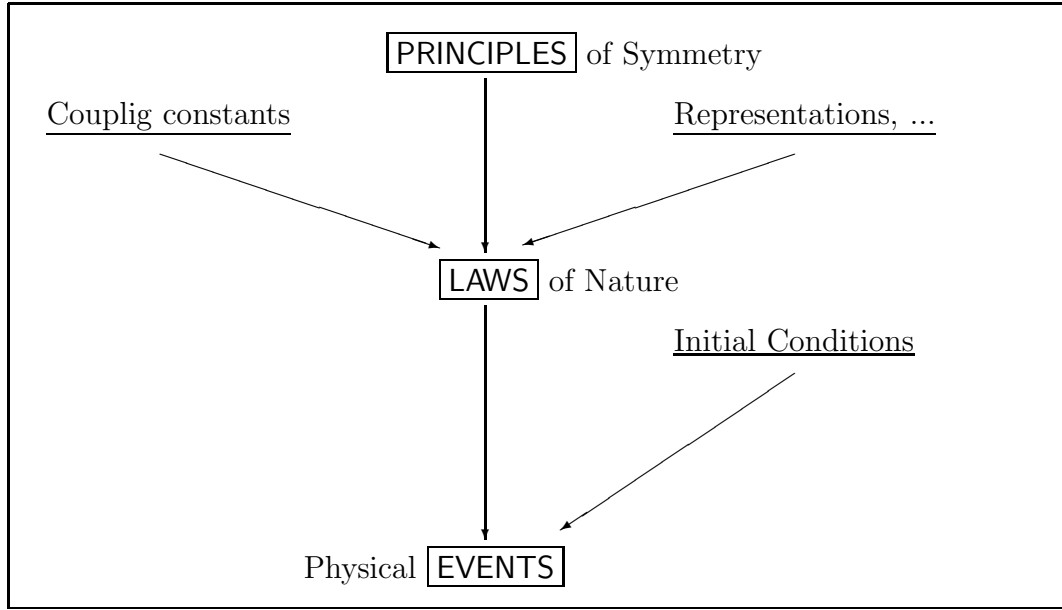 PRINCIPLES of Symmetry
Couplig constants
Representations, ...
LAWS of Nature
Initial Conditions
Physical EVENTS